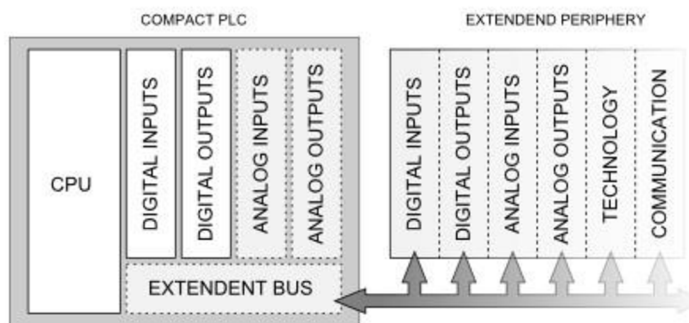 COMPACT PLC
EXTENDEND PERIPHERY
CPU
DIGITAL INPUTS
DIGITAL OUTPUTS
ANALOG INPUTS
ANALOG OUTPUTS
EXTENDENT BUS
DIGITAL INPUTS
DIGITAL OUTPUTS
ANALOG INPUTS
ANALOG OUTPUTS
TECHNOLOGY
COMMUNICATION